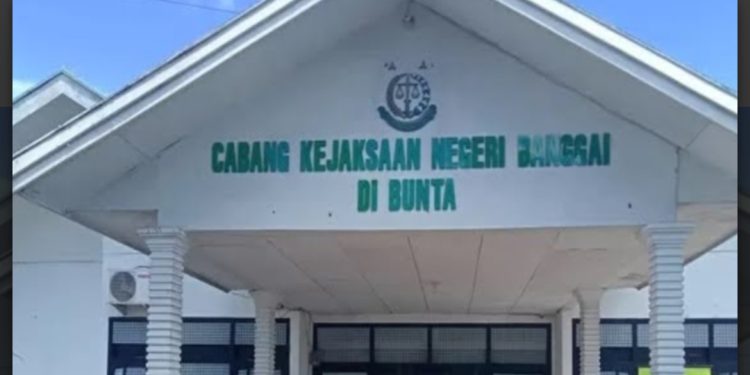 CABANG KEJAKSAAN NEGERI BANGGAI
DI BUNTA